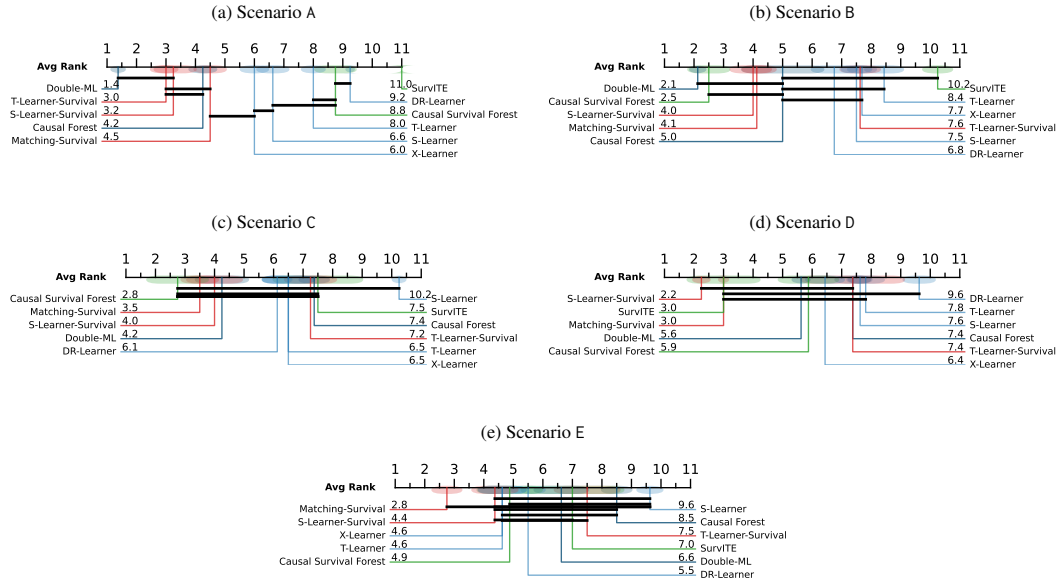 (a) Scenario A
1 2 3 4 5 6 7 8 9 10 11
Avg Rank
Double-ML 1.4
T-Learner-Survival 3.0
S-Learner-Survival 3.2
Causal Forest 4.2
Matching-Survival 4.5
11.0 SurvITE
9.2 DR-Learner
8.8 Causal Survival Forest
8.0 T-Learner
6.6 S-Learner
6.0 X-Learner
(b) Scenario B
1 2 3 4 5 6 7 8 9 10 11
Avg Rank
Double-ML 2.1
Causal Survival Forest 2.5
S-Learner-Survival 4.0
Matching-Survival 4.1
Causal Forest 5.0
10.2 SurvITE
8.4 T-Learner
7.7 X-Learner
7.6 T-Learner-Survival
7.5 S-Learner
6.8 DR-Learner
(c) Scenario C
1 2 3 4 5 6 7 8 9 10 11
Avg Rank
Causal Survival Forest 2.8
Matching-Survival 3.5
S-Learner-Survival 4.0
Double-ML 4.2
DR-Learner 6.1
10.2 S-Learner
7.5 SurvITE
7.4 Causal Forest
7.2 T-Learner-Survival
6.5 T-Learner
6.5 X-Learner
(d) Scenario D
1 2 3 4 5 6 7 8 9 10 11
Avg Rank
S-Learner-Survival 2.2
SurvITE 3.0
Matching-Survival 3.0
Double-ML 5.6
Causal Survival Forest 5.9
9.6 DR-Learner
7.8 T-Learner
7.6 S-Learner
7.4 Causal Forest
7.4 T-Learner-Survival
6.4 X-Learner
(e) Scenario E
1 2 3 4 5 6 7 8 9 10 11
Avg Rank
Matching-Survival 2.8
S-Learner-Survival 4.4
X-Learner 4.6
T-Learner 4.6
Causal Survival Forest 4.9
9.6 S-Learner
8.5 Causal Forest
7.5 T-Learner-Survival
7.0 SurvITE
6.6 Double-ML
5.5 DR-Learner